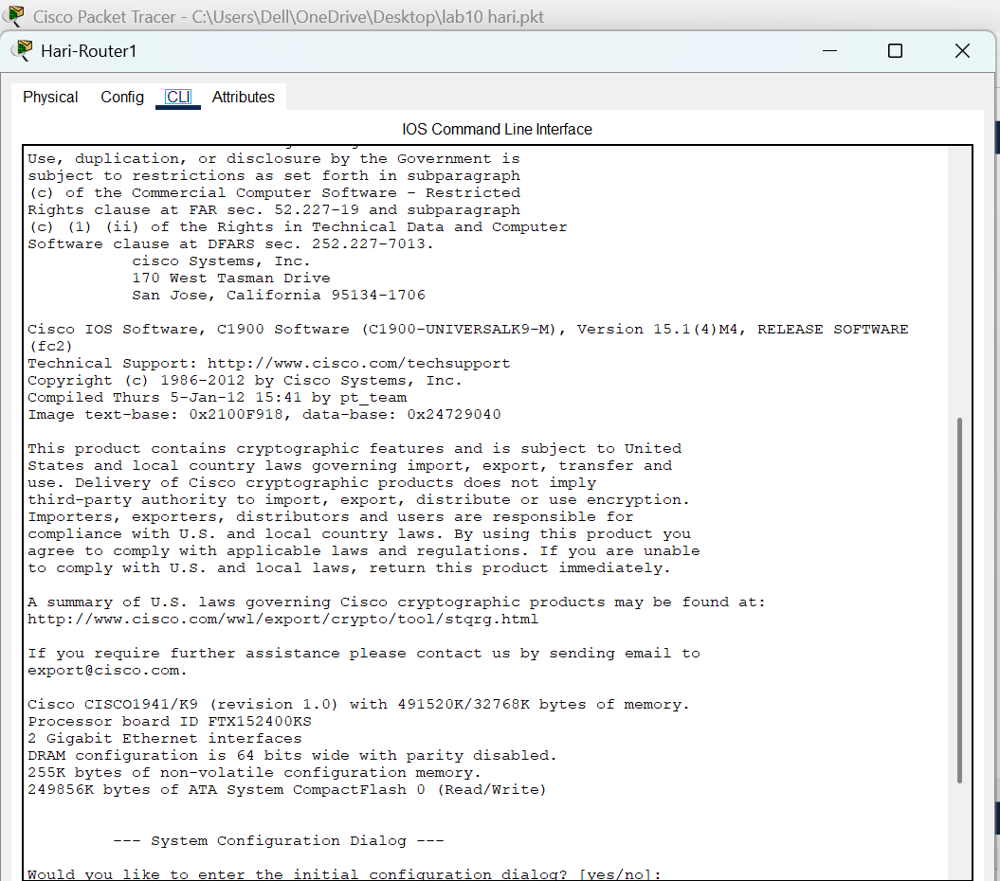 Cisco Packet Tracer - C:\Users\Dell\OneDrive\Desktop\lab10 hari.pkt
Hari-Router1
Physical Config CLI Attributes
IOS Command Line Interface
Use, duplication, or disclosure by the Government is
subject to restrictions as set forth in subparagraph
(c) of the Commercial Computer Software - Restricted
Rights clause at FAR sec. 52.227-19 and subparagraph
(c) (1) (ii) of the Rights in Technical Data and Computer
Software clause at DFARS sec. 252.227-7013.
cisco Systems, Inc.
170 West Tasman Drive
San Jose, California 95134-1706
Cisco IOS Software, C1900 Software (C1900-UNIVERSALK9-M), Version 15.1(4)M4, RELEASE SOFTWARE
(fc2)
Technical Support: http://www.cisco.com/techsupport
Copyright (c) 1986-2012 by Cisco Systems, Inc.
Compiled Thurs 5-Jan-12 15:41 by pt_team
Image text-base: 0x2100F918, data-base: 0x24729040
This product contains cryptographic features and is subject to United
States and local country laws governing import, export, transfer and
use. Delivery of Cisco cryptographic products does not imply
third-party authority to import, export, distribute or use encryption.
Importers, exporters, distributors and users are responsible for
compliance with U.S. and local country laws. By using this product you
agree to comply with applicable laws and regulations. If you are unable
to comply with U.S. and local laws, return this product immediately.
A summary of U.S. laws governing Cisco cryptographic products may be found at:
http://www.cisco.com/wwl/export/crypto/tool/stqrg.html
If you require further assistance please contact us by sending email to
export@cisco.com.
Cisco CISCO1941/K9 (revision 1.0) with 491520K/32768K bytes of memory.
Processor board ID FTX152400KS
2 Gigabit Ethernet interfaces
DRAM configuration is 64 bits wide with parity disabled.
255K bytes of non-volatile configuration memory.
249856K bytes of ATA System CompactFlash 0 (Read/Write)
--- System Configuration Dialog ---
Would you like to enter the initial configuration dialog? [yes/no]: